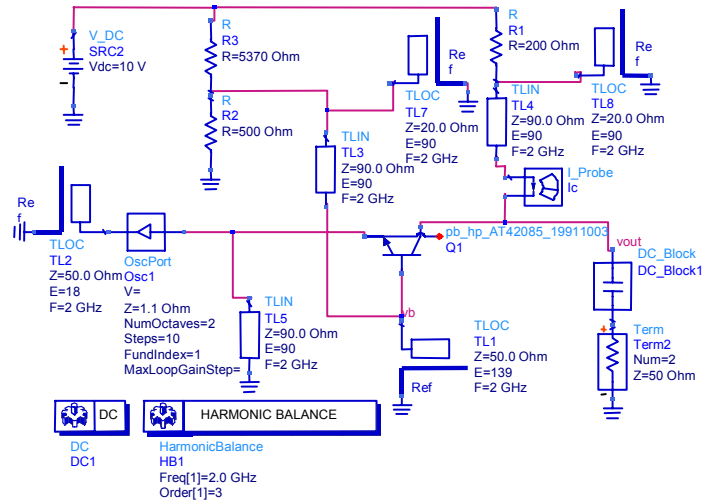 V_DC
SRC2
Vdc=10 V
+
-
R
R3
R=5370 Ohm
R
R2
R=500 Ohm
TLOC
TL7
Z=20.0 Ohm
E=90
F=2 GHz
Re
f
R
R1
R=200 Ohm
TLIN
TL4
Z=90.0 Ohm
E=90
F=2 GHz
TLOC
TL8
Z=20.0 Ohm
E=90
F=2 GHz
Re
f
TLIN
TL3
Z=90.0 Ohm
E=90
F=2 GHz
I_Probe
Ic
Re
f
TLOC
TL2
Z=50.0 Ohm
E=18
F=2 GHz
OscPort
Osc1
V=
Z=1.1 Ohm
NumOctaves=2
Steps=10
FundIndex=1
MaxLoopGainStep=
TLIN
TL5
Z=90.0 Ohm
E=90
F=2 GHz
pb_hp_AT42085_19911003
Q1
vb
TLOC
TL1
Z=50.0 Ohm
E=139
F=2 GHz
Ref
vout
DC_Block
DC_Block1
+
Term
Term2
Num=2
Z=50 Ohm
-
DC
DC
DC1
HARMONIC BALANCE
HarmonicBalance
HB1
Freq[1]=2.0 GHz
Order[1]=3